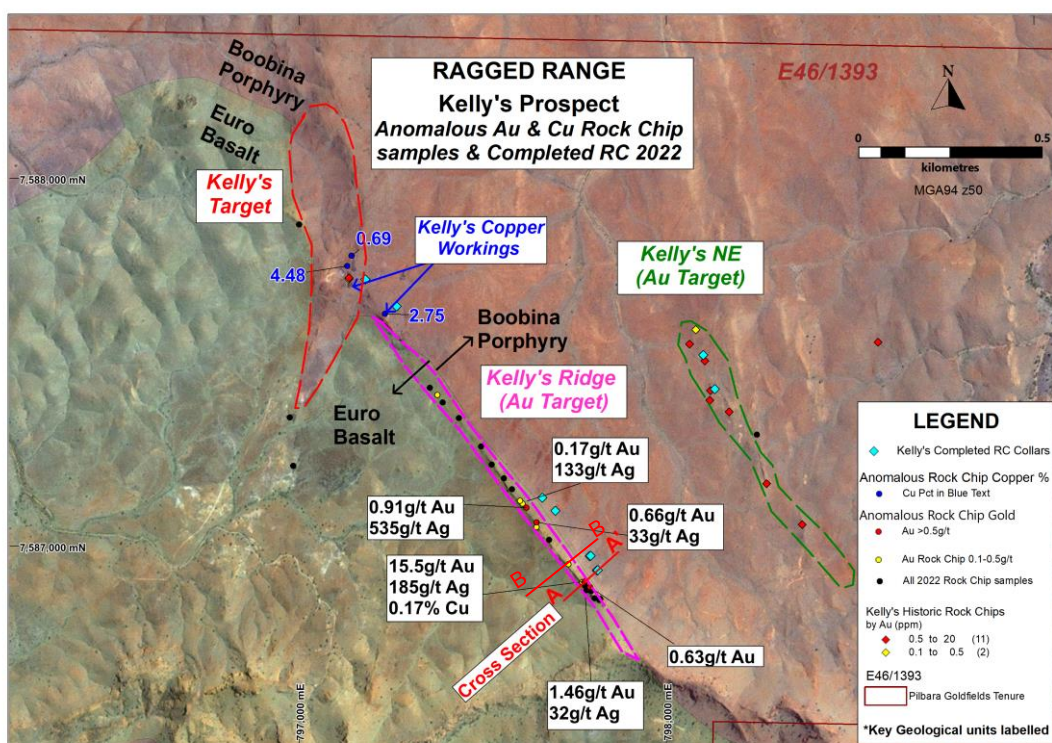 RAGGED RANGE
Kelly's Prospect
Anomalous Au & Cu Rock Chip
samples & Completed RC 2022
E46/1393
N
0
0.5
kilometres
MGA94 z50
Boobina
Porphyry
Euro
Basalt
7,588,000 mN
Kelly's
Target
Kelly's Copper
Workings
0.69
4.48
2.75
Kelly's NE
(Au Target)
Boobina
Porphyry
Kelly's Ridge
(Au Target)
Euro
Basalt
0.17g/t Au
133g/t Ag
0.91g/t Au
535g/t Ag
0.66g/t Au
33g/t Ag
7,587,000 mN
B
A'
15.5g/t Au
185g/t Ag
0.17% Cu
B
A
Cross Section
0.63g/t Au
1.46g/t Au
32g/t Ag
797,000 mE
798,000 mE
LEGEND
Kelly's Completed RC Collars
Anomalous Rock Chip Copper %
Cu Pct in Blue Text
Anomalous Rock Chip Gold
Au >0.5g/t
Au Rock Chip 0.1-0.5g/t
All 2022 Rock Chip samples
Kelly's Historic Rock Chips
by Au (ppm)
0.5 to 20 (11)
0.1 to 0.5 (2)
E46/1393
Pilbara Goldfields Tenure
*Key Geological units labelled